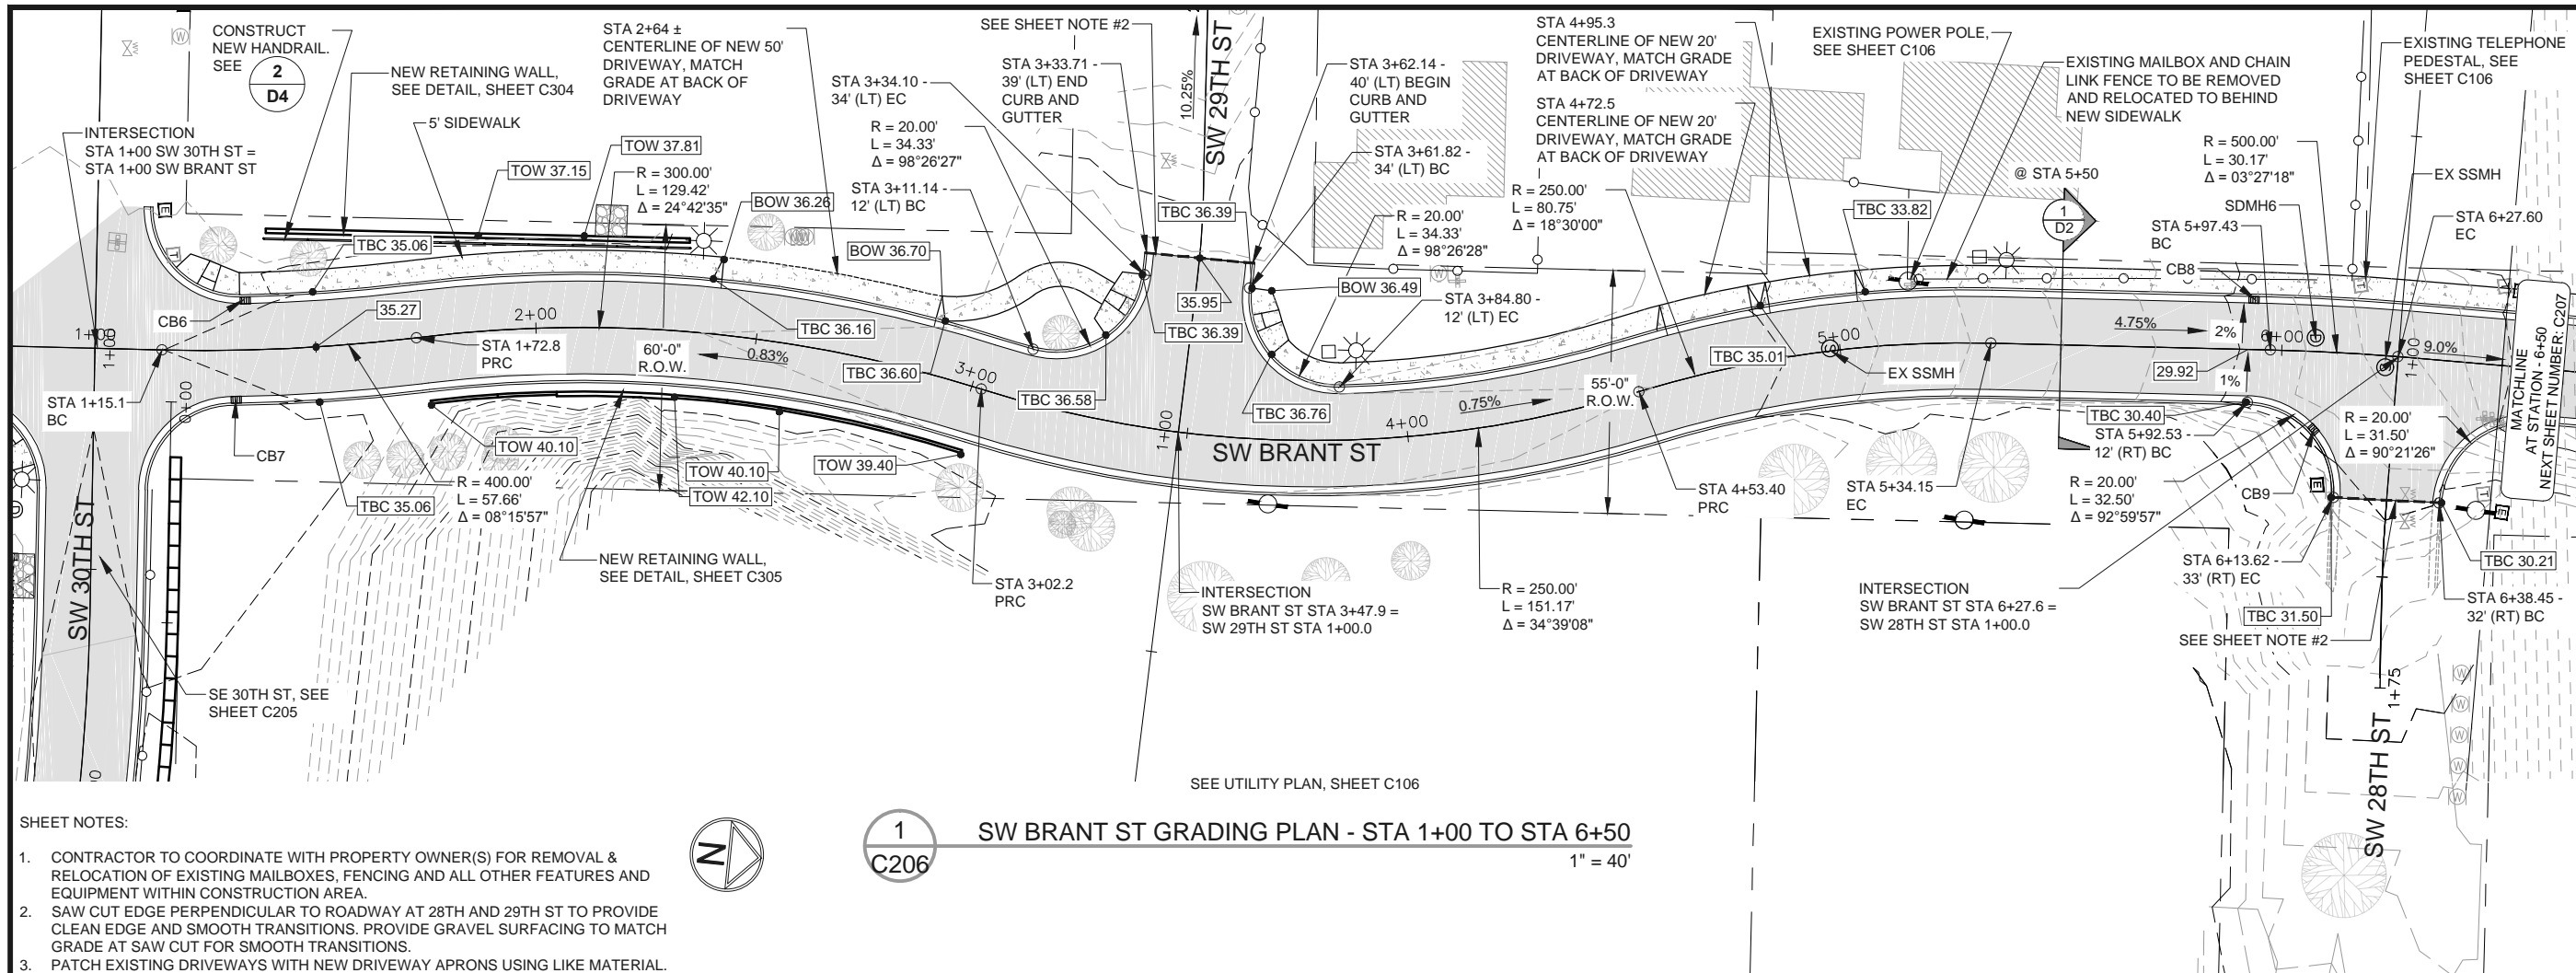 CONSTRUCT
NEW HANDRAIL.
SEE
2
D4
NEW RETAINING WALL,
SEE DETAIL, SHEET C304
5' SIDEWALK
INTERSECTION
STA 1+00 SW 30TH ST =
STA 1+00 SW BRANT ST
TOW 37.15
TOW 37.81
STA 2+64 ±
CENTERLINE OF NEW 50'
DRIVEWAY, MATCH
GRADE AT BACK OF
DRIVEWAY
R = 300.00'
L = 129.42'
Δ = 24°42'35"
BOW 36.26
BOW 36.70
STA 3+34.10 -
34' (LT) EC
R = 20.00'
L = 34.33'
Δ = 98°26'27"
STA 3+11.14 -
12' (LT) BC
SEE SHEET NOTE #2
STA 3+33.71 -
39' (LT) END
CURB AND
GUTTER
10.25%
SW 29TH ST
TBC 36.39
35.95
TBC 36.39
STA 3+62.14 -
40' (LT) BEGIN
CURB AND
GUTTER
STA 3+61.82 -
34' (LT) BC
R = 20.00'
L = 34.33'
Δ = 98°26'28"
BOW 36.49
STA 3+84.80 -
12' (LT) EC
STA 4+95.3
CENTERLINE OF NEW 20'
DRIVEWAY, MATCH GRADE
AT BACK OF DRIVEWAY
STA 4+72.5
CENTERLINE OF NEW 20'
DRIVEWAY, MATCH GRADE
AT BACK OF DRIVEWAY
R = 250.00'
L = 80.75'
Δ = 18°30'00"
EXISTING POWER POLE,
SEE SHEET C106
TBC 33.82
EXISTING MAILBOX AND CHAIN
LINK FENCE TO BE REMOVED
AND RELOCATED TO BEHIND
NEW SIDEWALK
@ STA 5+50
1
D2
R = 500.00'
L = 30.17'
Δ = 03°27'18"
SDMH6
STA 5+97.43
BC
CB8
EXISTING TELEPHONE
PEDESTAL, SEE
SHEET C106
EX SSMH
STA 6+27.60
EC
TBC 35.06
CB6
35.27
1+00
1+00
2+00
STA 1+72.8
PRC
60'-0"
R.O.W.
0.83%
TBC 36.16
TBC 36.60
3+00
TBC 36.58
1+00
TBC 36.76
4+00
SW BRANT ST
0.75%
55'-0"
R.O.W.
TBC 35.01
5+00
EX SSMH
4.75%
2%
6+00
29.92
1%
1+00
9.0%
MATCHLINE
AT STATION - 6+50
NEXT SHEET NUMBER: C207
STA 1+15.1
BC
0+00
CB7
TBC 35.06
R = 400.00'
L = 57.66'
Δ = 08°15'57"
TOW 40.10
TOW 40.10
TOW 42.10
TOW 39.40
NEW RETAINING WALL,
SEE DETAIL, SHEET C305
STA 3+02.2
PRC
INTERSECTION
SW BRANT ST STA 3+47.9 =
SW 29TH ST STA 1+00.0
R = 250.00'
L = 151.17'
Δ = 34°39'08"
STA 4+53.40
PRC
STA 5+34.15
EC
TBC 30.40
STA 5+92.53 -
12' (RT) BC
R = 20.00'
L = 32.50'
Δ = 92°59'57"
CB9
R = 20.00'
L = 31.50'
Δ = 90°21'26"
INTERSECTION
SW BRANT ST STA 6+27.6 =
SW 28TH ST STA 1+00.0
STA 6+13.62 -
33' (RT) EC
TBC 31.50
SEE SHEET NOTE #2
TBC 30.21
STA 6+38.45 -
32' (RT) BC
1+75
SW 28TH ST
SW 30TH ST
SE 30TH ST, SEE
SHEET C205
SEE UTILITY PLAN, SHEET C106
1
C206
SW BRANT ST GRADING PLAN - STA 1+00 TO STA 6+50
1" = 40'
N
SHEET NOTES:
1. CONTRACTOR TO COORDINATE WITH PROPERTY OWNER(S) FOR REMOVAL &
RELOCATION OF EXISTING MAILBOXES, FENCING AND ALL OTHER FEATURES AND
EQUIPMENT WITHIN CONSTRUCTION AREA.
2. SAW CUT EDGE PERPENDICULAR TO ROADWAY AT 28TH AND 29TH ST TO PROVIDE
CLEAN EDGE AND SMOOTH TRANSITIONS. PROVIDE GRAVEL SURFACING TO MATCH
GRADE AT SAW CUT FOR SMOOTH TRANSITIONS.
3. PATCH EXISTING DRIVEWAYS WITH NEW DRIVEWAY APRONS USING LIKE MATERIAL.